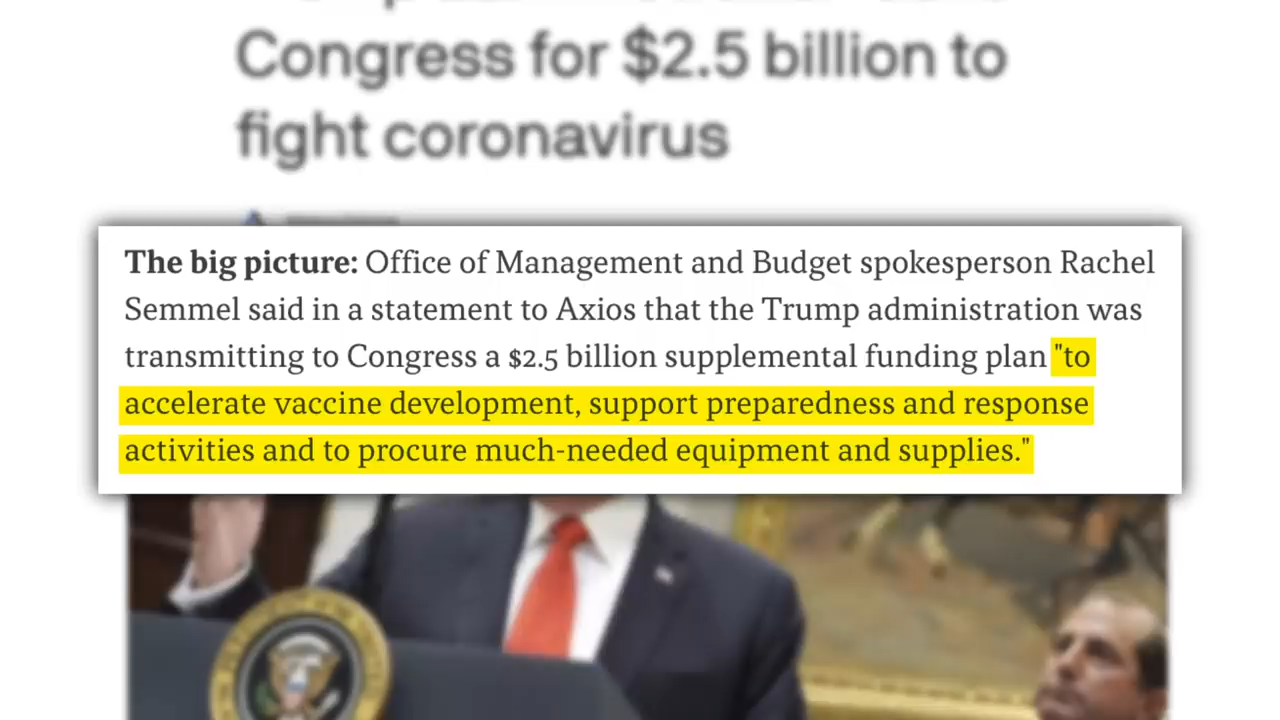 Congress for $2.5 billion to
fight coronavirus
The big picture: Office of Management and Budget spokesperson Rachel
Semmel said in a statement to Axios that the Trump administration was
transmitting to Congress a $2.5 billion supplemental funding plan "to
accelerate vaccine development, support preparedness and response
activities and to procure much-needed equipment and supplies."